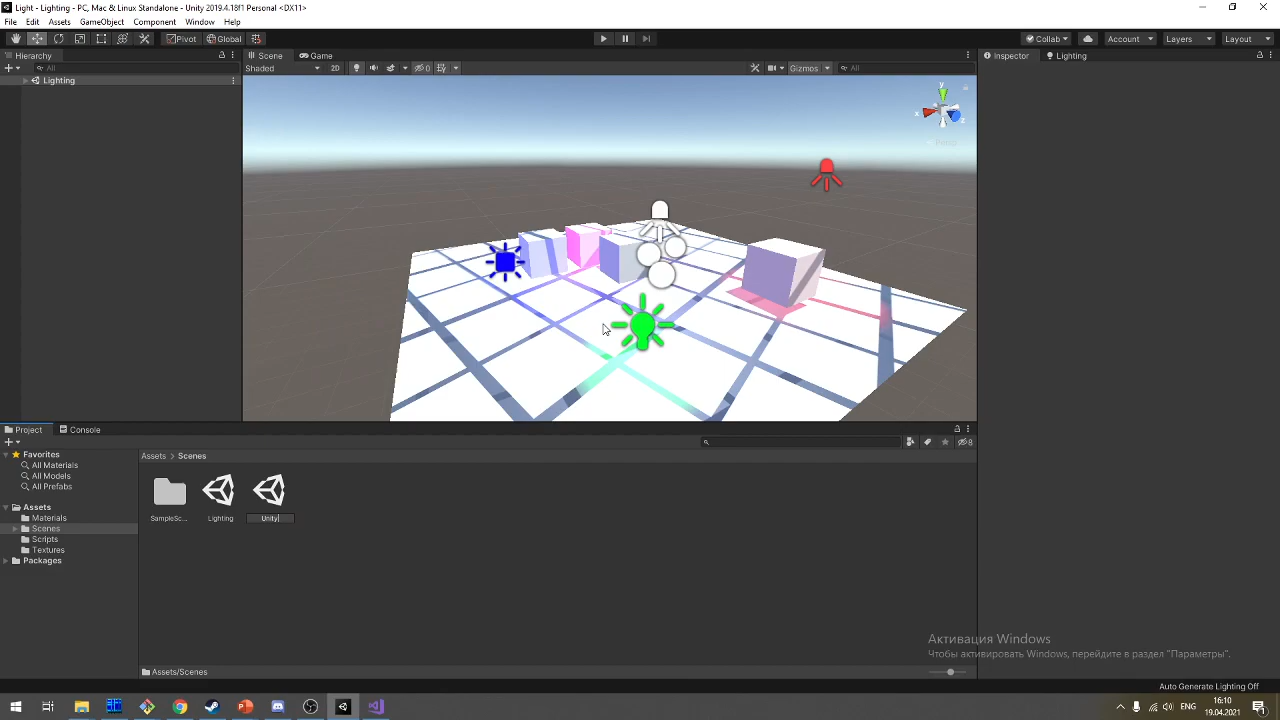 Light - Lighting - PC, Mac & Linux Standalone - Unity 2019.4.18f1 Personal <DX11>
File Edit Assets GameObject Component Window Help
Pivot Global Collab Account Layers Layout
Hierarchy Scene Game Inspector Lighting
All Shaded 2D 0 Gizmos All
Lighting
y
x
z
Persp
Project Console
8
Favorites
All Materials
All Models
All Prefabs
Assets
Materials
Scenes
Scripts
Textures
Packages
Assets > Scenes
SampleSc... Lighting Unity
Активация Windows
Чтобы активировать Windows, перейдите в раздел "Параметры".
Assets/Scenes
Auto Generate Lighting Off
ENG
16:10
19.04.2021